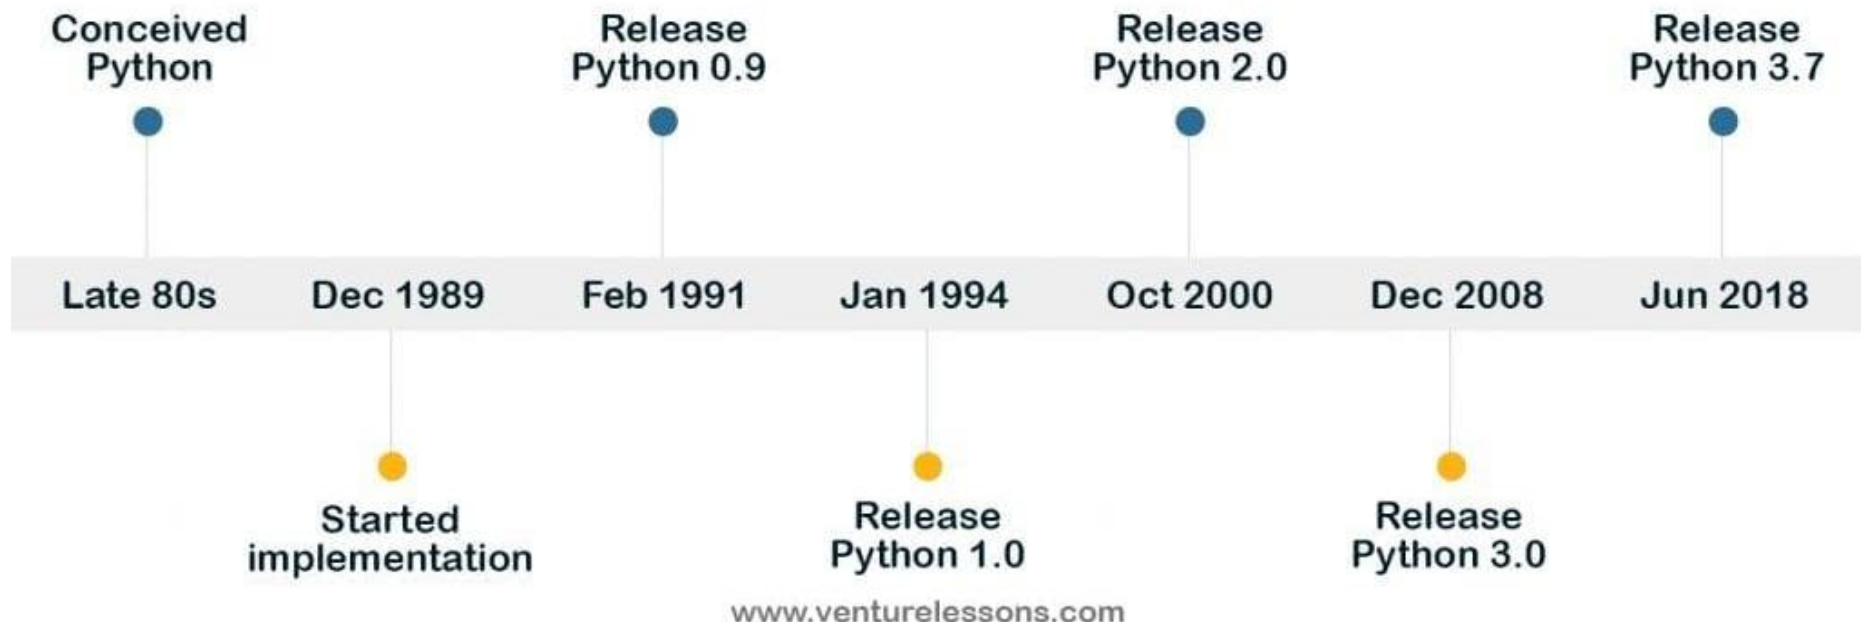 Conceived
Python
Release
Python 0.9
Release
Python 2.0
Release
Python 3.7
Late 80s
Dec 1989
Feb 1991
Jan 1994
Oct 2000
Dec 2008
Jun 2018
Started
implementation
Release
Python 1.0
Release
Python 3.0
www.venturelessons.com